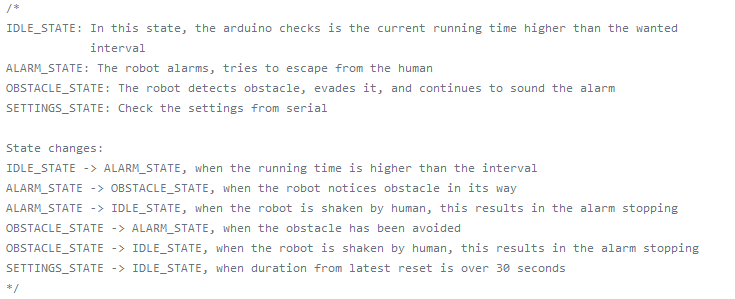 /*
IDLE_STATE: In this state, the arduino checks is the current running time higher than the wanted
interval
ALARM_STATE: The robot alarms, tries to escape from the human
OBSTACLE_STATE: The robot detects obstacle, evades it, and continues to sound the alarm
SETTINGS_STATE: Check the settings from serial

State changes:
IDLE_STATE -> ALARM_STATE, when the running time is higher than the interval
ALARM_STATE -> OBSTACLE_STATE, when the robot notices obstacle in its way
ALARM_STATE -> IDLE_STATE, when the robot is shaken by human, this results in the alarm stopping
OBSTACLE_STATE -> ALARM_STATE, when the obstacle has been avoided
OBSTACLE_STATE -> IDLE_STATE, when the robot is shaken by human, this results in the alarm stopping
SETTINGS_STATE -> IDLE_STATE, when duration from latest reset is over 30 seconds
*/